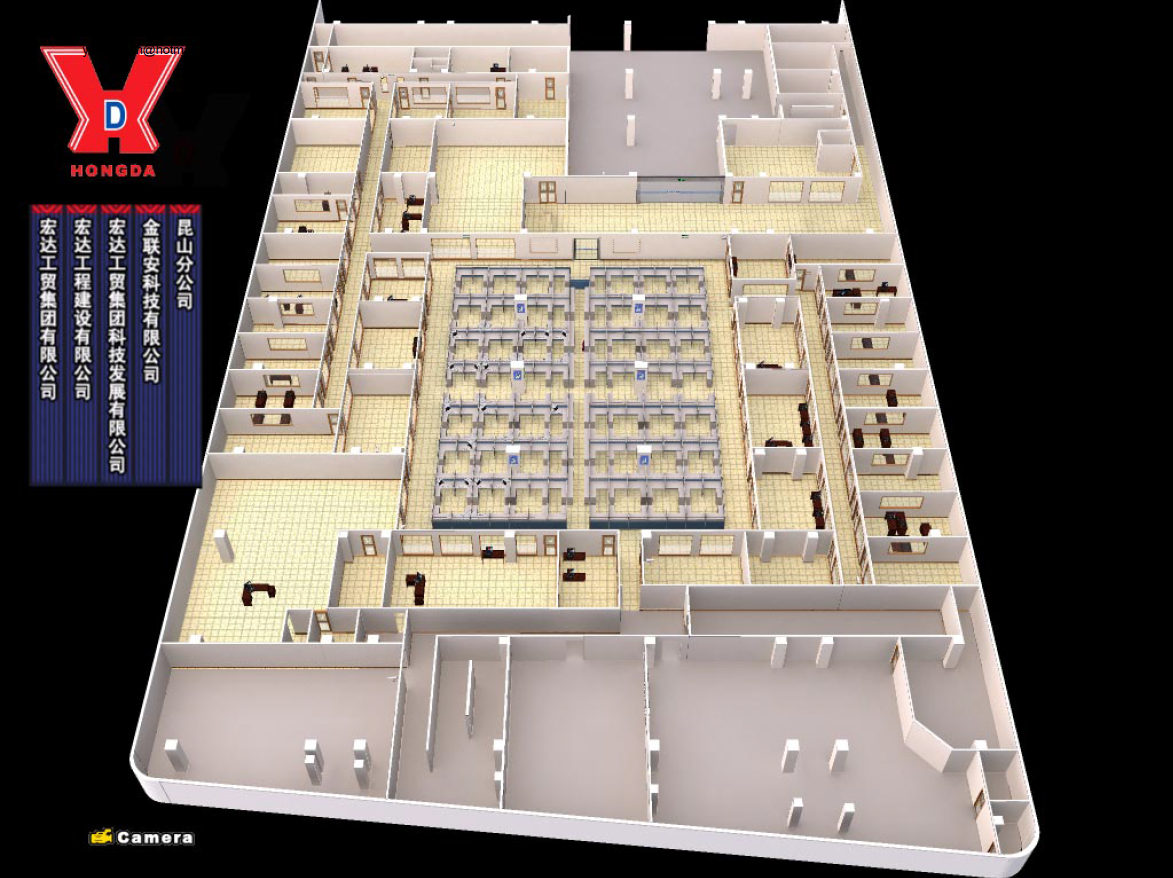 i@hotm
D
HONGDA
宏达工贸集团有限公司
宏达工程建设有限公司
宏达工贸集团科技发展有限公司
金联安科技有限公司
昆山分公司
Camera